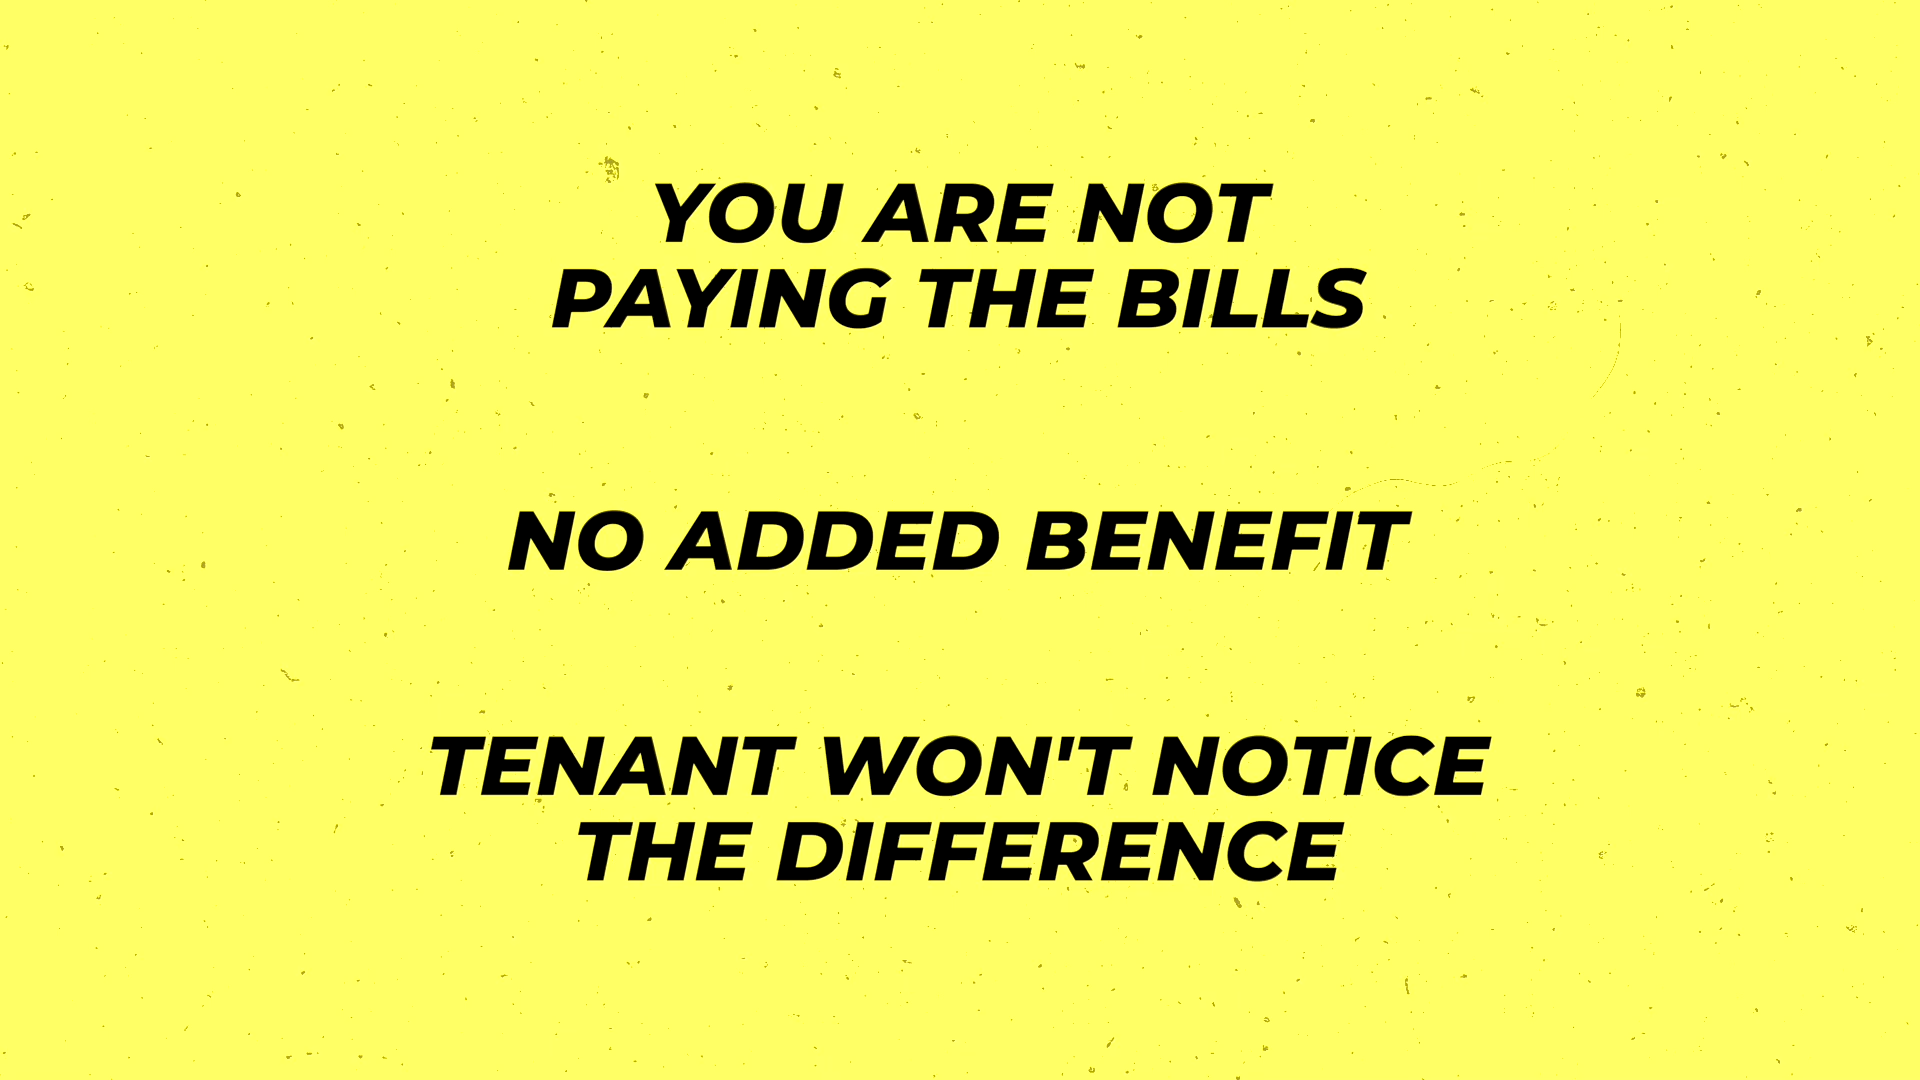 YOU ARE NOT
PAYING THE BILLS
NO ADDED BENEFIT
TENANT WON'T NOTICE
THE DIFFERENCE